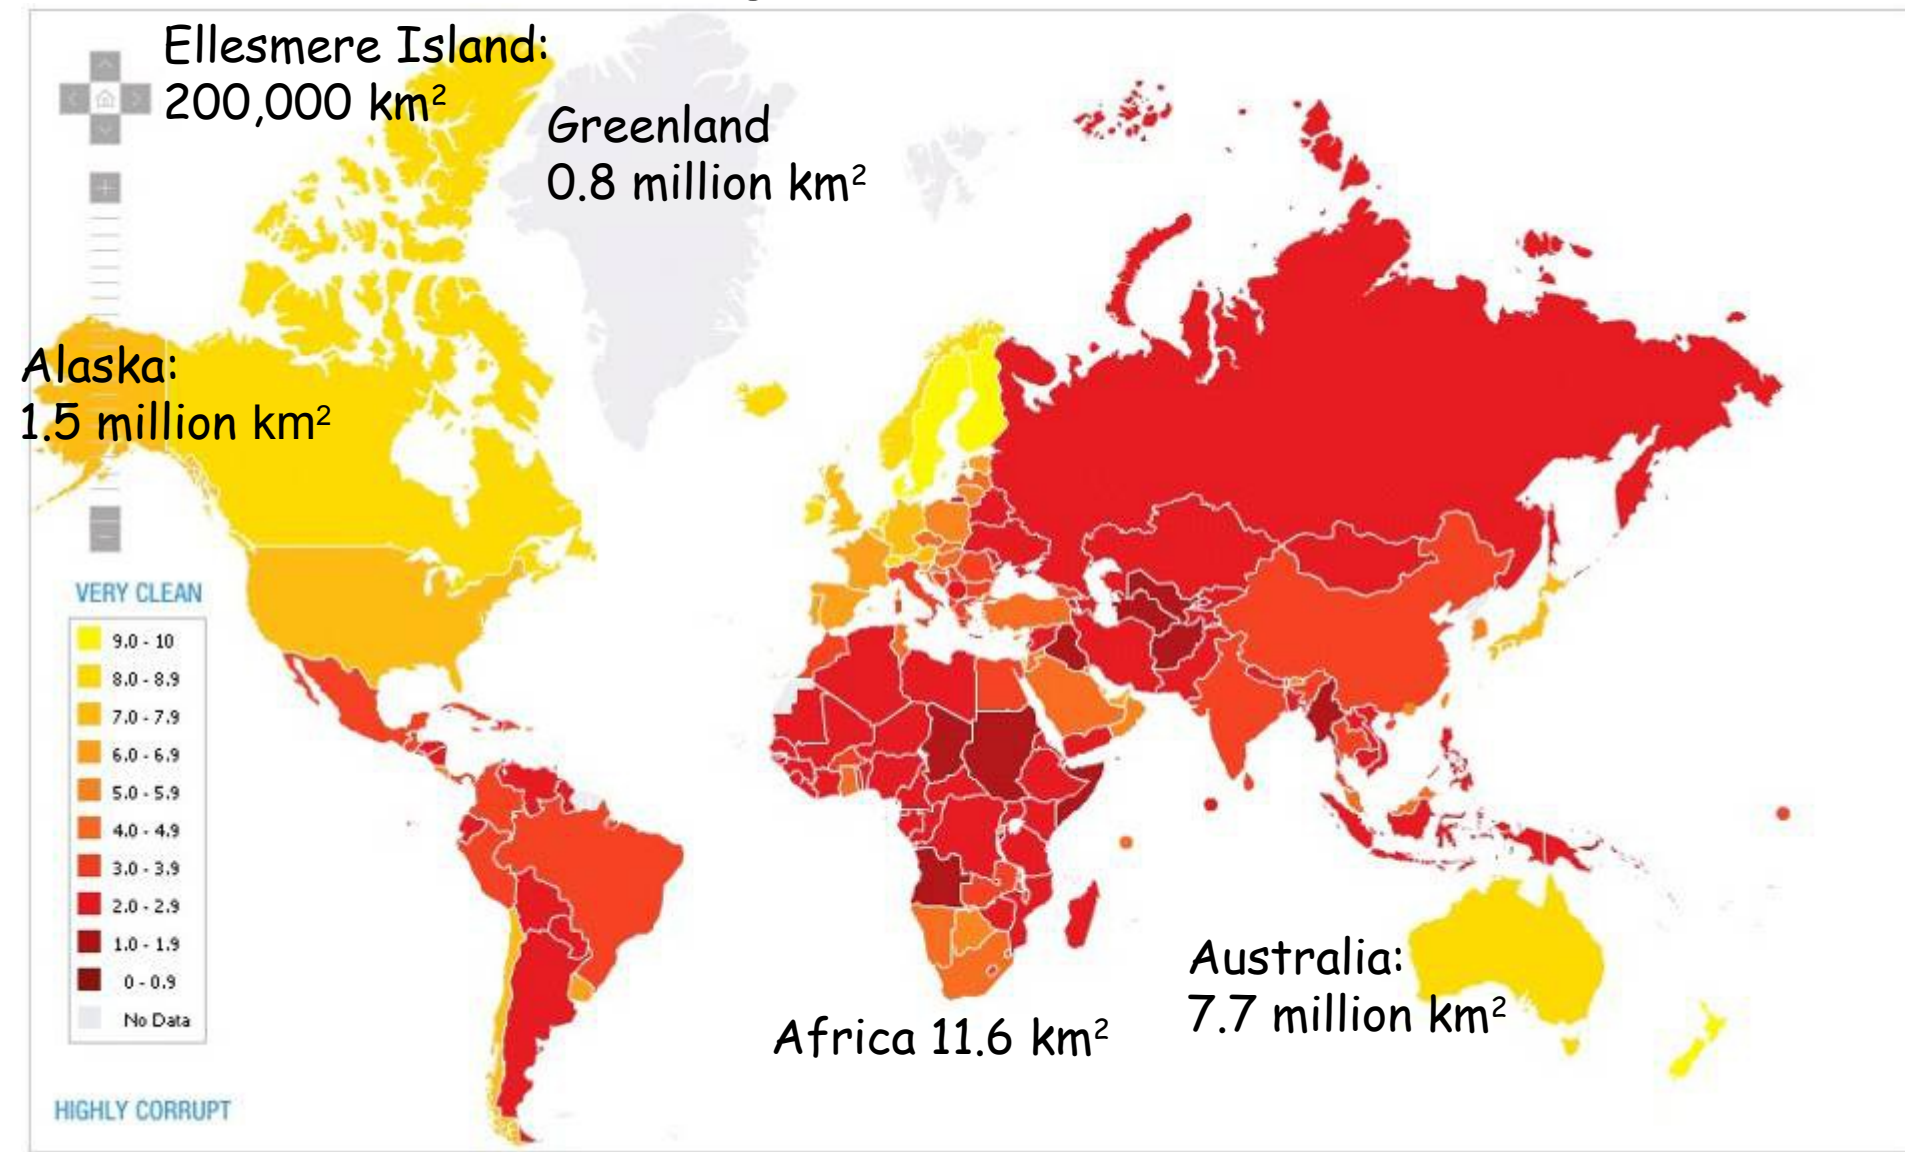 Ellesmere Island:
200,000 km²
Greenland
0.8 million km²
Alaska:
1.5 million km²
VERY CLEAN
9.0 - 10
8.0 - 8.9
7.0 - 7.9
6.0 - 6.9
5.0 - 5.9
4.0 - 4.9
3.0 - 3.9
2.0 - 2.9
1.0 - 1.9
0 - 0.9
No Data
HIGHLY CORRUPT
Africa 11.6 km²
Australia:
7.7 million km²